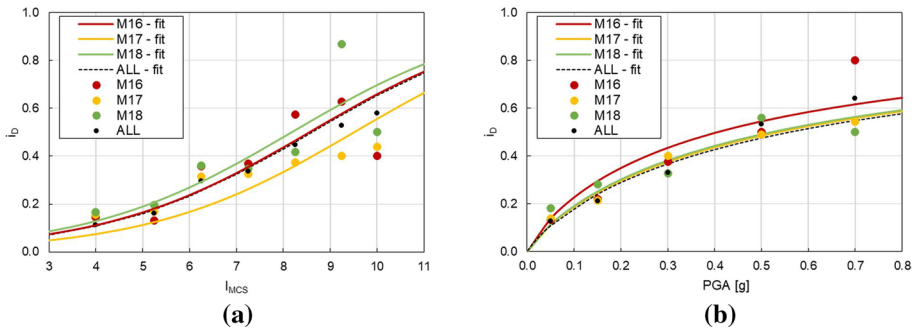 M16 - fit
M17 - fit
M18 - fit
ALL - fit
M16
M17
M18
ALL
1.0
0.8
0.6
0.4
0.2
0.0
i_D
3 4 5 6 7 8 9 10 11
I_MCS
(a)
M16 - fit
M17 - fit
M18 - fit
ALL - fit
M16
M17
M18
ALL
1.0
0.8
0.6
0.4
0.2
0.0
i_D
0.0 0.1 0.2 0.3 0.4 0.5 0.6 0.7 0.8
PGA [g]
(b)